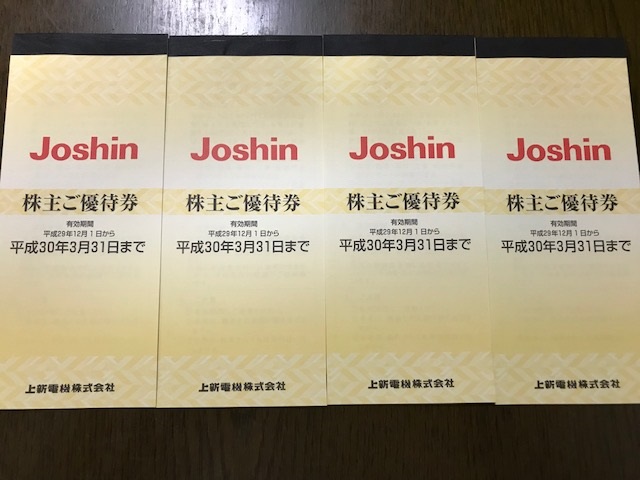 Joshin
株主ご優待券
有効期間
平成29年12月1日から
平成30年3月31日まで
上新電機株式会社
Joshin
株主ご優待券
有効期間
平成29年12月1日から
平成30年3月31日まで
上新電機株式会社
Joshin
株主ご優待券
有効期間
平成29年12月1日から
平成30年3月31日まで
上新電機株式会社
Joshin
株主ご優待券
有効期間
平成29年12月1日から
平成30年3月31日まで
上新電機株式会社